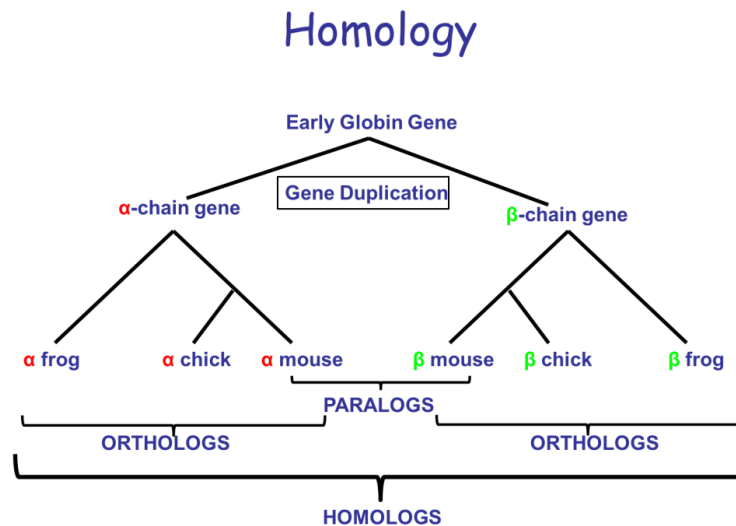 Homology
Early Globin Gene
Gene Duplication
α-chain gene
β-chain gene
α frog
α chick
α mouse
β mouse
β chick
β frog
PARALOGS
ORTHOLOGS
ORTHOLOGS
HOMOLOGS